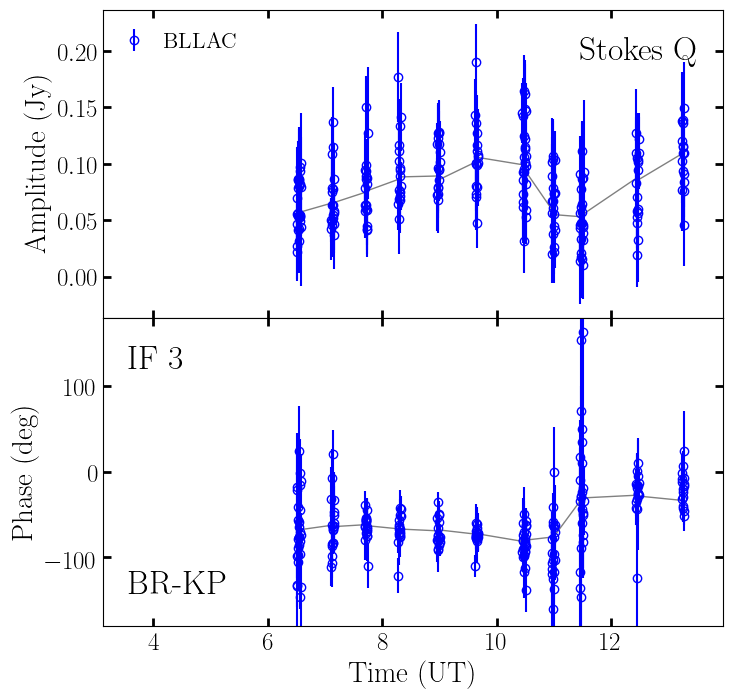 BLLAC
Stokes Q
0.20
0.15
0.10
0.05
0.00
Amplitude (Jy)
IF 3
100
0
−100
Phase (deg)
BR-KP
4 6 8 10 12
Time (UT)